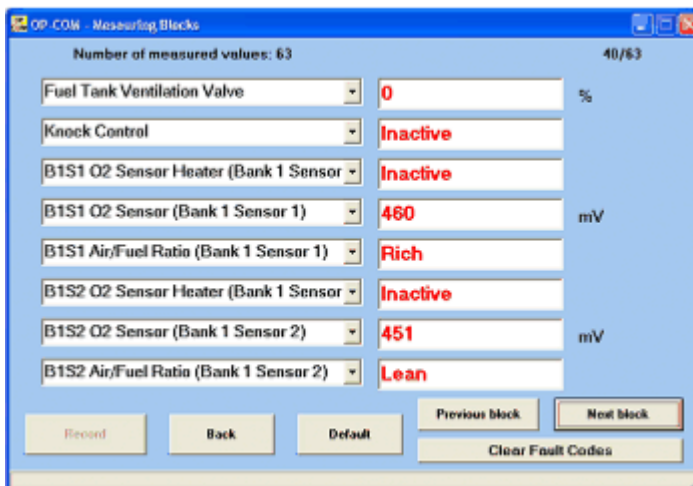 OP-COM - Measuring Blocks
Number of measured values: 63 40/63
Fuel Tank Ventilation Valve 0 %
Knock Control Inactive
B1S1 O2 Sensor Heater (Bank 1 Sensor Inactive
B1S1 O2 Sensor (Bank 1 Sensor 1) 460 mV
B1S1 Air/Fuel Ratio (Bank 1 Sensor 1) Rich
B1S2 O2 Sensor Heater (Bank 1 Sensor Inactive
B1S2 O2 Sensor (Bank 1 Sensor 2) 451 mV
B1S2 Air/Fuel Ratio (Bank 1 Sensor 2) Lean
Previous block Next block
Record Back Default
Clear Fault Codes